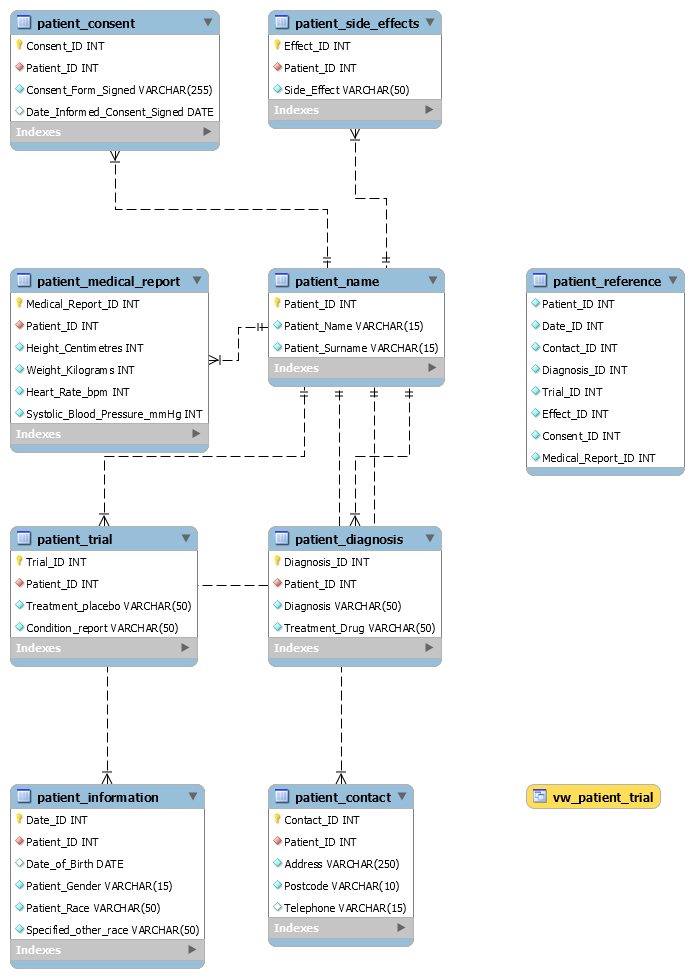 patient_consent
Consent_ID INT
Patient_ID INT
Consent_Form_Signed VARCHAR(255)
Date_Informed_Consent_Signed DATE
Indexes
patient_side_effects
Effect_ID INT
Patient_ID INT
Side_Effect VARCHAR(50)
Indexes
patient_medical_report
Medical_Report_ID INT
Patient_ID INT
Height_Centimetres INT
Weight_Kilograms INT
Heart_Rate_bpm INT
Systolic_Blood_Pressure_mmHg INT
Indexes
patient_name
Patient_ID INT
Patient_Name VARCHAR(15)
Patient_Surname VARCHAR(15)
Indexes
patient_reference
Patient_ID INT
Date_ID INT
Contact_ID INT
Diagnosis_ID INT
Trial_ID INT
Effect_ID INT
Consent_ID INT
Medical_Report_ID INT
patient_trial
Trial_ID INT
Patient_ID INT
Treatment_placebo VARCHAR(50)
Condition_report VARCHAR(50)
Indexes
patient_diagnosis
Diagnosis_ID INT
Patient_ID INT
Diagnosis VARCHAR(50)
Treatment_Drug VARCHAR(50)
Indexes
patient_information
Date_ID INT
Patient_ID INT
Date_of_Birth DATE
Patient_Gender VARCHAR(15)
Patient_Race VARCHAR(50)
Specified_other_race VARCHAR(50)
Indexes
patient_contact
Contact_ID INT
Patient_ID INT
Address VARCHAR(250)
Postcode VARCHAR(10)
Telephone VARCHAR(15)
Indexes
vw_patient_trial